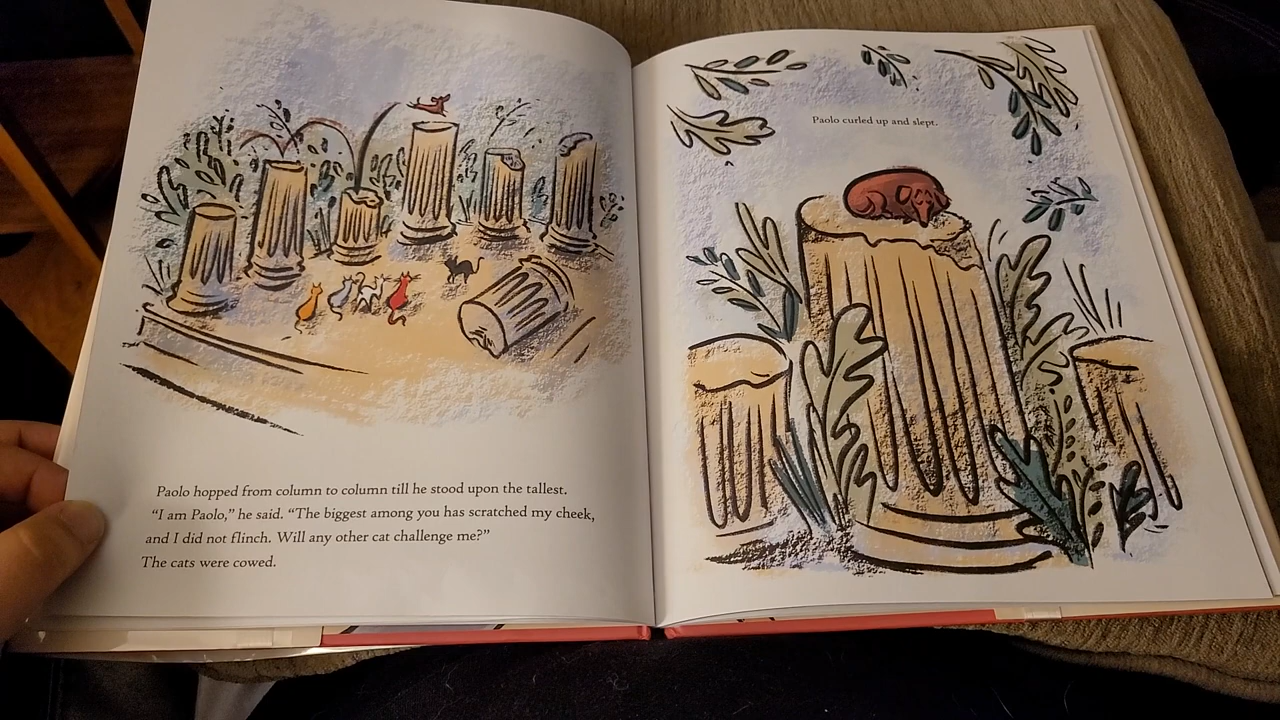 Paolo hopped from column to column till he stood upon the tallest.
“I am Paolo,” he said. “The biggest among you has scratched my cheek,
and I did not flinch. Will any other cat challenge me?”
The cats were cowed.
Paolo curled up and slept.